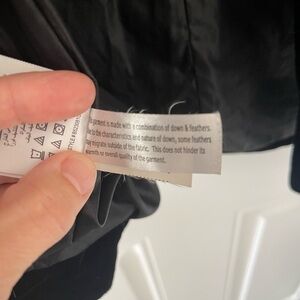 garment is made with a combination of down & feathers.
to the characteristics and nature of down, some feathers
migrate outside of the fabric. This does not hinder its
warmth or overall quality of the garment.